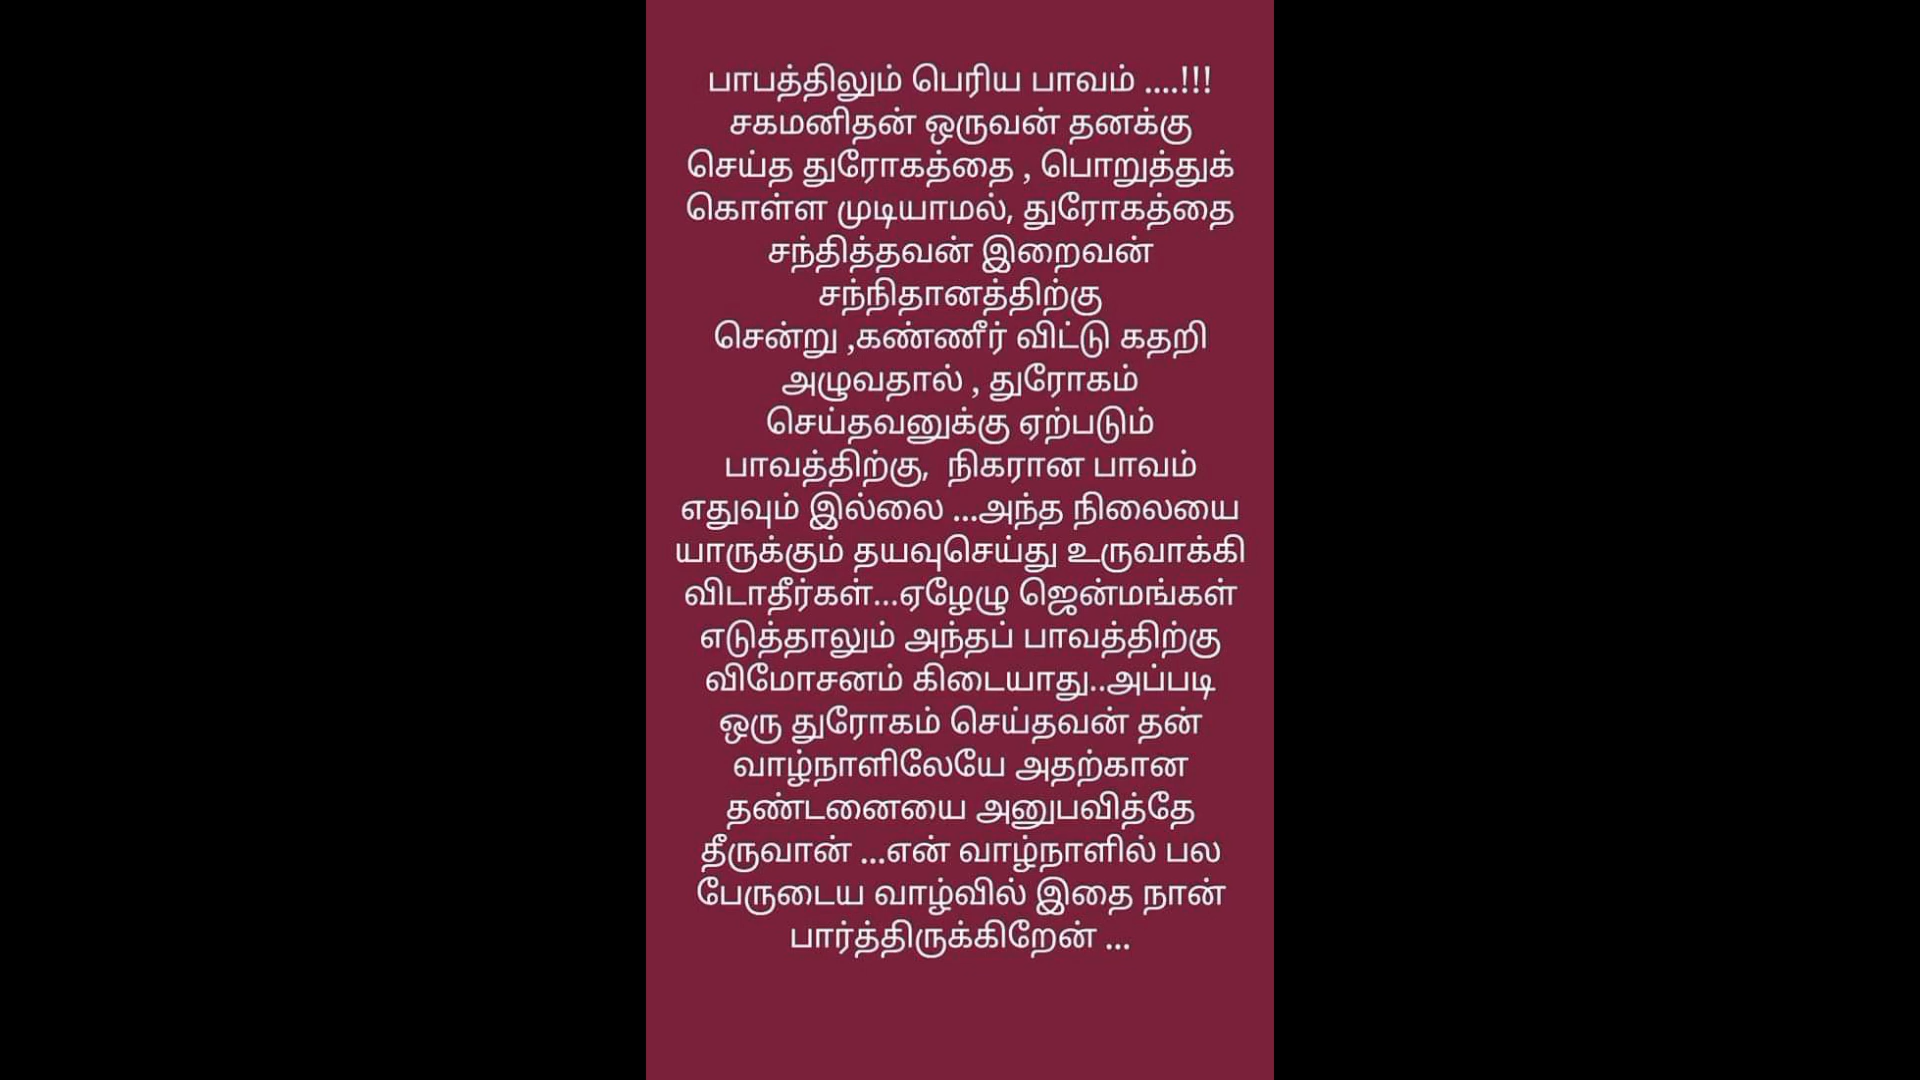 பாபத்திலும் பெரிய பாவம் ....!!!
சகமனிதன் ஒருவன் தனக்கு
செய்த துரோகத்தை , பொறுத்துக்
கொள்ள முடியாமல், துரோகத்தை
சந்தித்தவன் இறைவன்
சந்நிதானத்திற்கு
சென்று ,கண்ணீர் விட்டு கதறி
அழுவதால் , துரோகம்
செய்தவனுக்கு ஏற்படும்
பாவத்திற்கு,  நிகரான பாவம்
எதுவும் இல்லை ...அந்த நிலையை
யாருக்கும் தயவுசெய்து உருவாக்கி
விடாதீர்கள்...ஏழேழு ஜென்மங்கள்
எடுத்தாலும் அந்தப் பாவத்திற்கு
விமோசனம் கிடையாது..அப்படி
ஒரு துரோகம் செய்தவன் தன்
வாழ்நாளிலேயே அதற்கான
தண்டனையை அனுபவித்தே
தீருவான் ...என் வாழ்நாளில் பல
பேருடைய வாழ்வில் இதை நான்
பார்த்திருக்கிறேன் ...